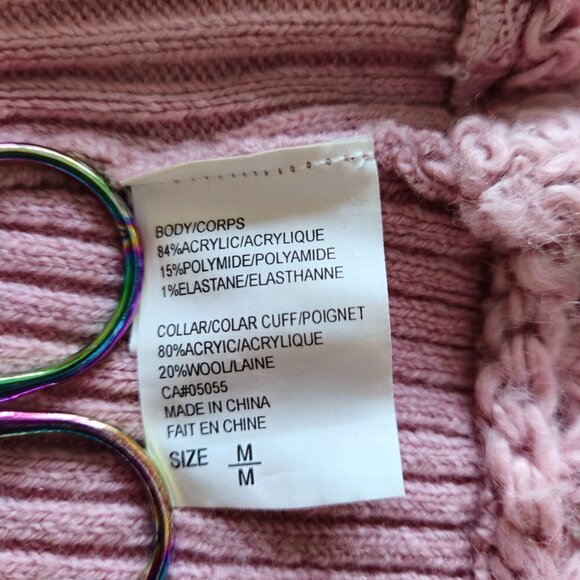 BODY/CORPS
84%ACRYLIC/ACRYLIQUE
15%POLYMIDE/POLYAMIDE
1%ELASTANE/ELASTHANNE
COLLAR/COLAR CUFF/POIGNET
80%ACRYIC/ACRYLIQUE
20%WOOL/LAINE
CA#05055
MADE IN CHINA
FAIT EN CHINE
SIZE M
M